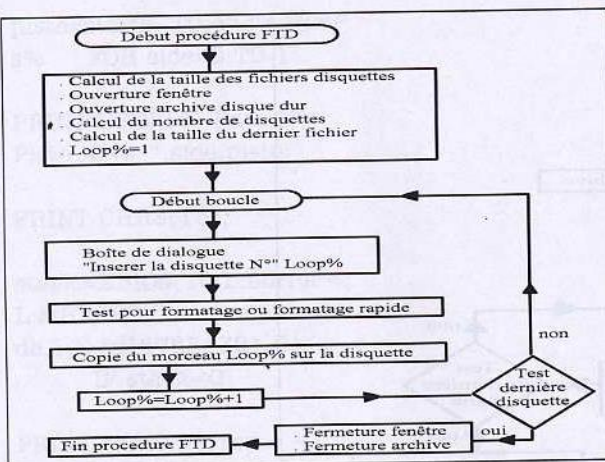 Debut procédure FTD
Calcul de la taille des fichiers disquettes
Ouverture fenêtre
Ouverture archive disque dur
Calcul du nombre de disquettes
Calcul de la taille du dernier fichier
Loop%=1
Début boucle
Boîte de dialogue
"Inserer la disquette N°" Loop%
Test pour formatage ou formatage rapide
Copie du morceau Loop% sur la disquette
Loop%=Loop%+1
Test
dernière
disquette
non
oui
Fermeture fenêtre
Fermeture archive
Fin procedure FTD